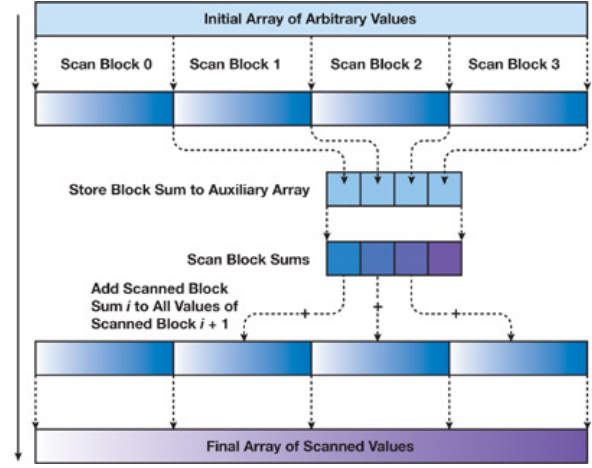 Initial Array of Arbitrary Values
Scan Block 0 Scan Block 1 Scan Block 2 Scan Block 3
Store Block Sum to Auxiliary Array
Scan Block Sums
Add Scanned Block
Sum i to All Values of
Scanned Block i + 1
+ + +
Final Array of Scanned Values